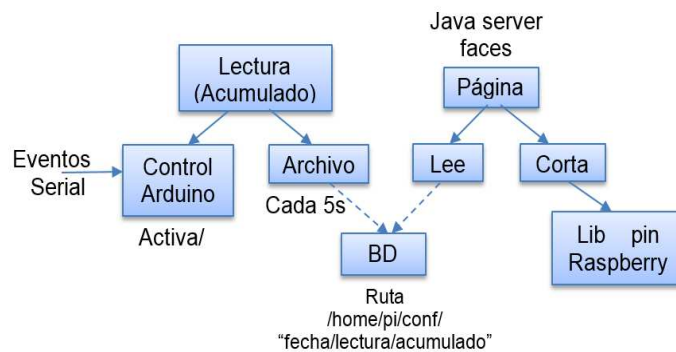 Java server
faces
Lectura
(Acumulado)
Página
Eventos
Serial
Control
Arduino
Archivo
Lee
Corta
Cada 5s
Activa/
BD
Lib pin
Raspberry
Ruta
/home/pi/conf/
“fecha/lectura/acumulado”